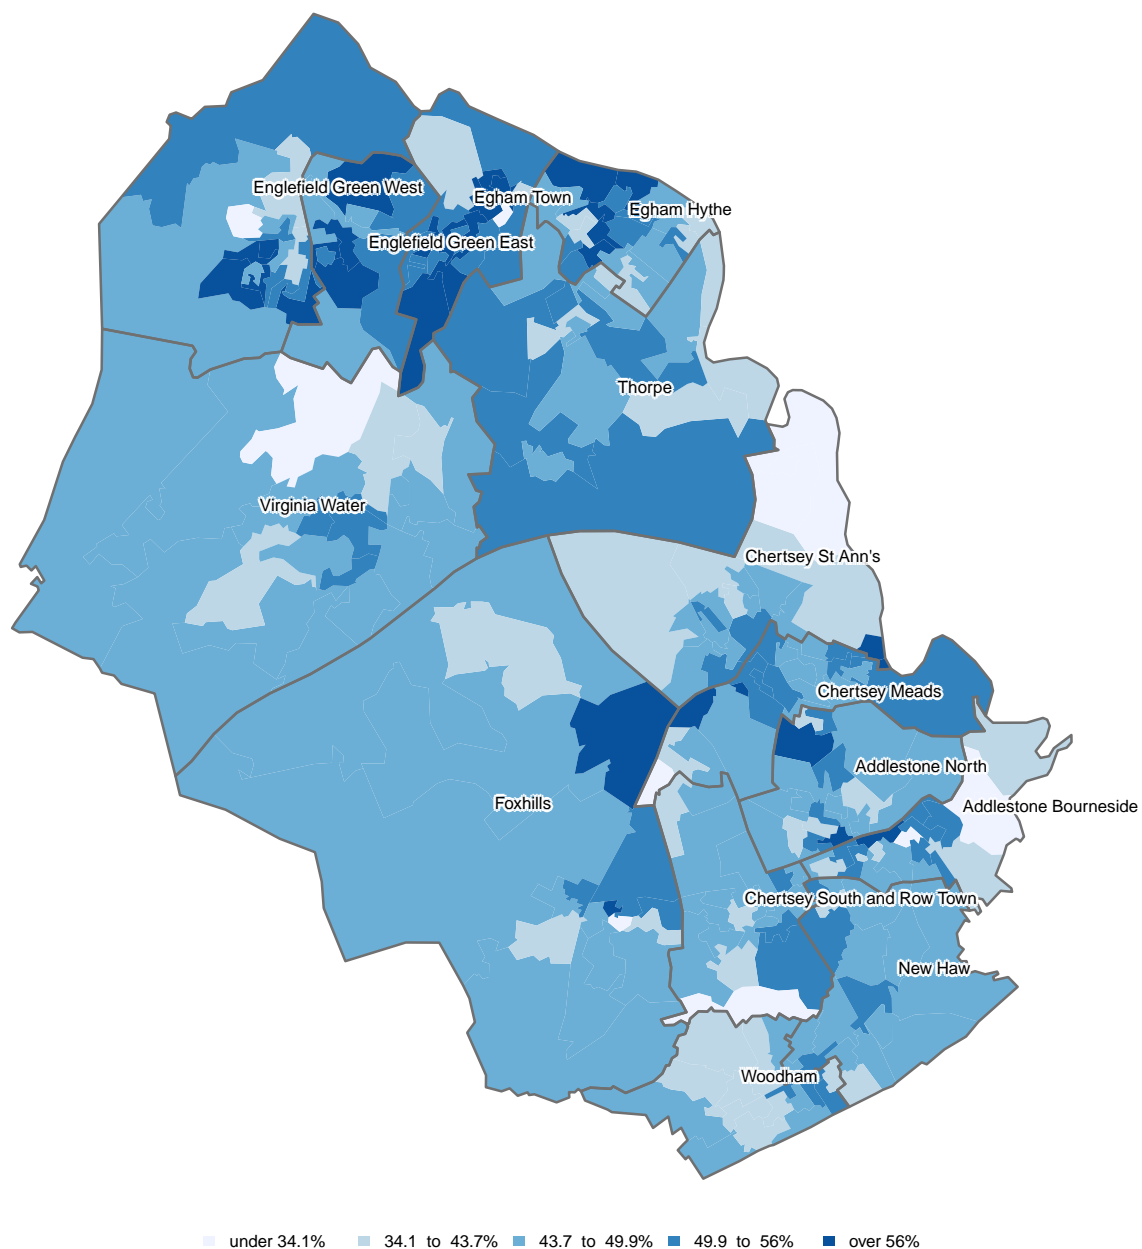 Englefield Green West
Egham Town
Egham Hythe
Englefield Green East
Thorpe
Virginia Water
Chertsey St Ann's
Chertsey Meads
Addlestone North
Foxhills
Addlestone Bourneside
Chertsey South and Row Town
New Haw
Woodham
under 34.1% 34.1 to 43.7% 43.7 to 49.9% 49.9 to 56% over 56%